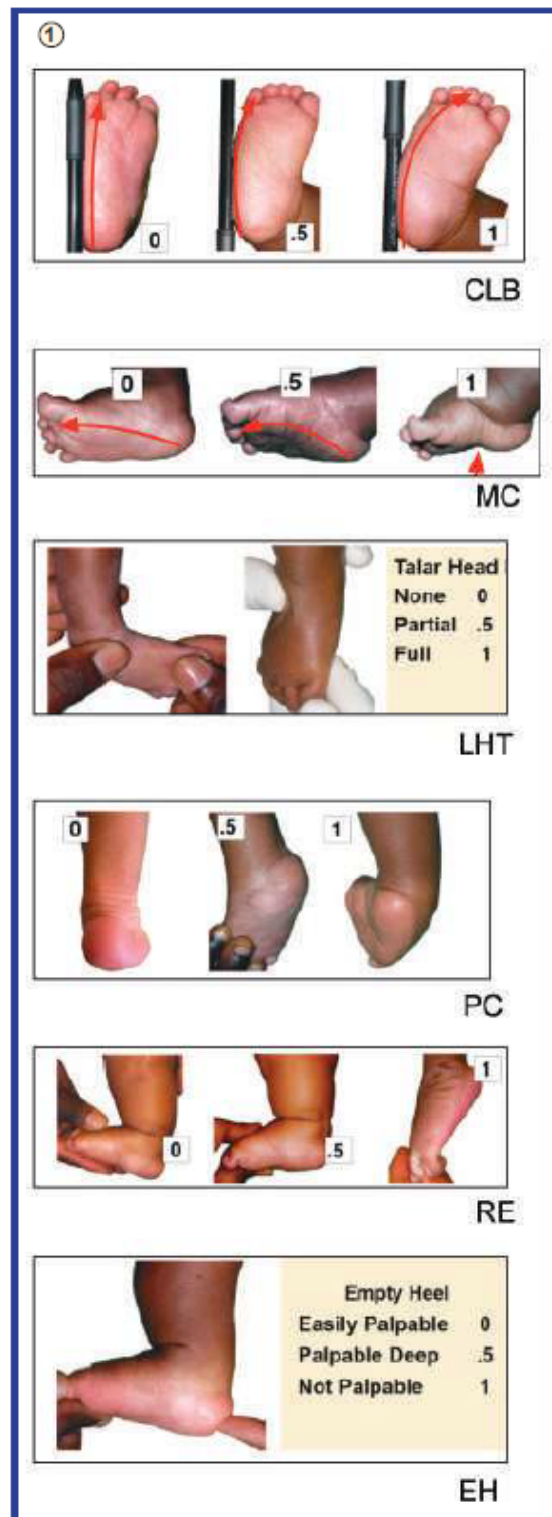 ①
0
.5
1
CLB
0
.5
1
MC
Talar Head
None 0
Partial .5
Full 1
LHT
0
.5
1
PC
0
.5
1
RE
Empty Heel
Easily Palpable 0
Palpable Deep .5
Not Palpable 1
EH